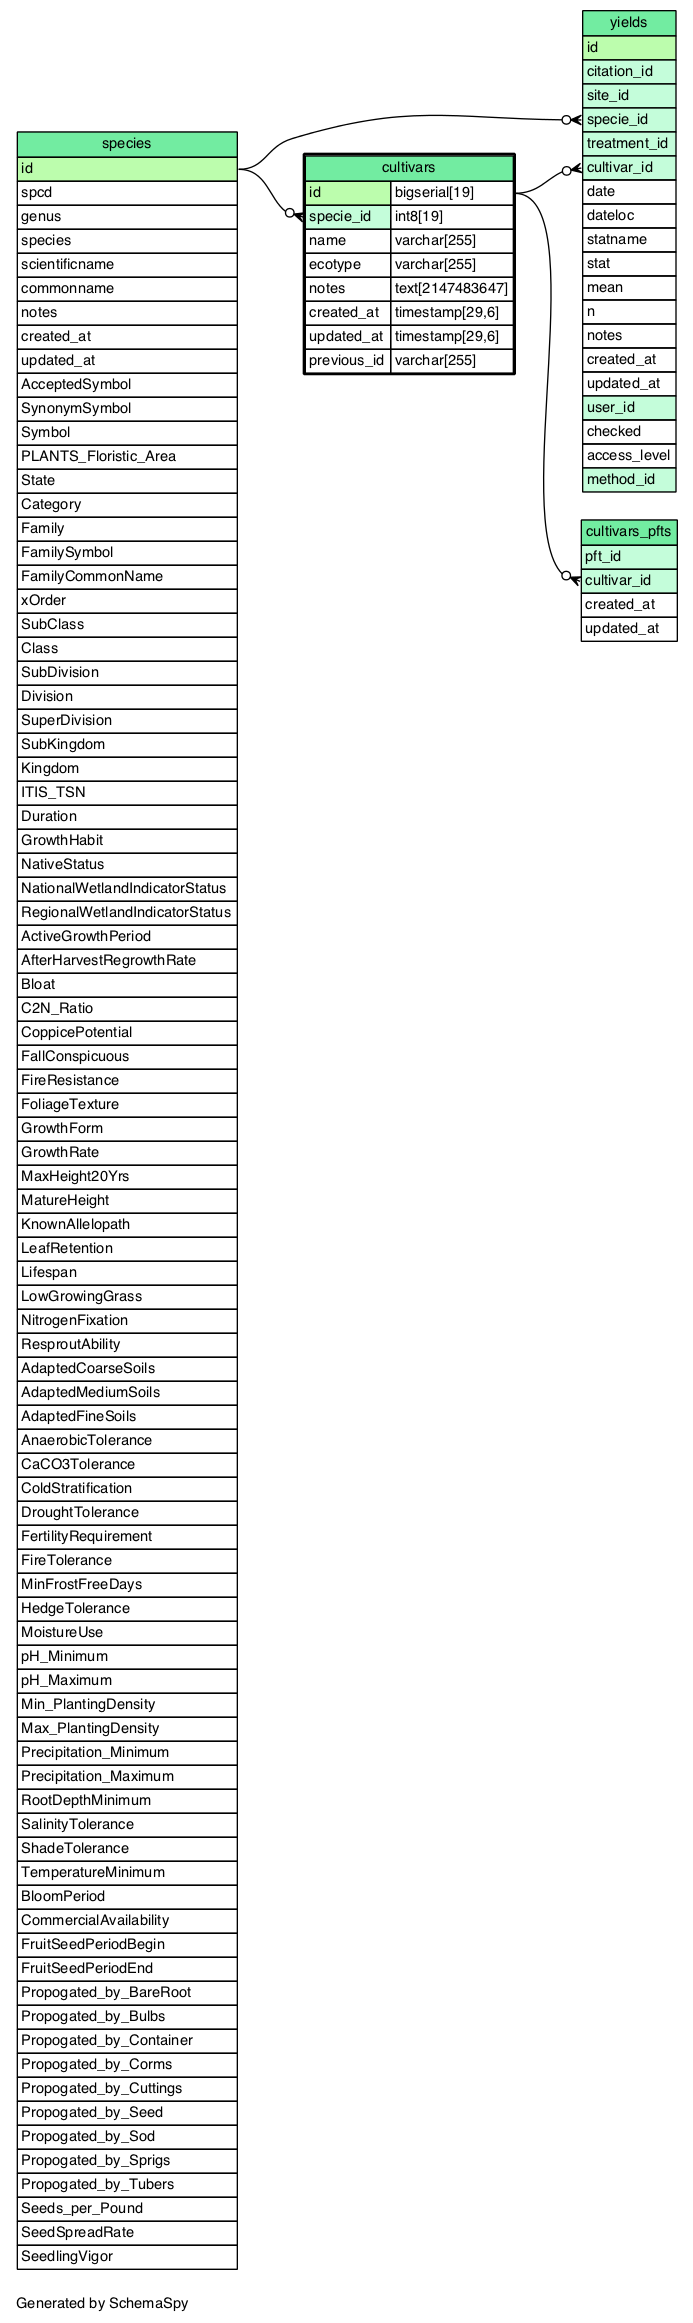 yields
id
citation_id
site_id
specie_id
treatment_id
cultivar_id
date
dateloc
statname
stat
mean
n
notes
created_at
updated_at
user_id
checked
access_level
method_id
species
id
spcd
genus
species
scientificname
commonname
notes
created_at
updated_at
AcceptedSymbol
SynonymSymbol
Symbol
PLANTS_Floristic_Area
State
Category
Family
FamilySymbol
FamilyCommonName
xOrder
SubClass
Class
SubDivision
Division
SuperDivision
SubKingdom
Kingdom
ITIS_TSN
Duration
GrowthHabit
NativeStatus
NationalWetlandIndicatorStatus
RegionalWetlandIndicatorStatus
ActiveGrowthPeriod
AfterHarvestRegrowthRate
Bloat
C2N_Ratio
CoppicePotential
FallConspicuous
FireResistance
FoliageTexture
GrowthForm
GrowthRate
MaxHeight20Yrs
MatureHeight
KnownAllelopath
LeafRetention
Lifespan
LowGrowingGrass
NitrogenFixation
ResproutAbility
AdaptedCoarseSoils
AdaptedMediumSoils
AdaptedFineSoils
AnaerobicTolerance
CaCO3Tolerance
ColdStratification
DroughtTolerance
FertilityRequirement
FireTolerance
MinFrostFreeDays
HedgeTolerance
MoistureUse
pH_Minimum
pH_Maximum
Min_PlantingDensity
Max_PlantingDensity
Precipitation_Minimum
Precipitation_Maximum
RootDepthMinimum
SalinityTolerance
ShadeTolerance
TemperatureMinimum
BloomPeriod
CommercialAvailability
FruitSeedPeriodBegin
FruitSeedPeriodEnd
Propogated_by_BareRoot
Propogated_by_Bulbs
Propogated_by_Container
Propogated_by_Corms
Propogated_by_Cuttings
Propogated_by_Seed
Propogated_by_Sod
Propogated_by_Sprigs
Propogated_by_Tubers
Seeds_per_Pound
SeedSpreadRate
SeedlingVigor
cultivars
id bigserial[19]
specie_id int8[19]
name varchar[255]
ecotype varchar[255]
notes text[2147483647]
created_at timestamp[29,6]
updated_at timestamp[29,6]
previous_id varchar[255]
cultivars_pfts
pft_id
cultivar_id
created_at
updated_at
Generated by SchemaSpy